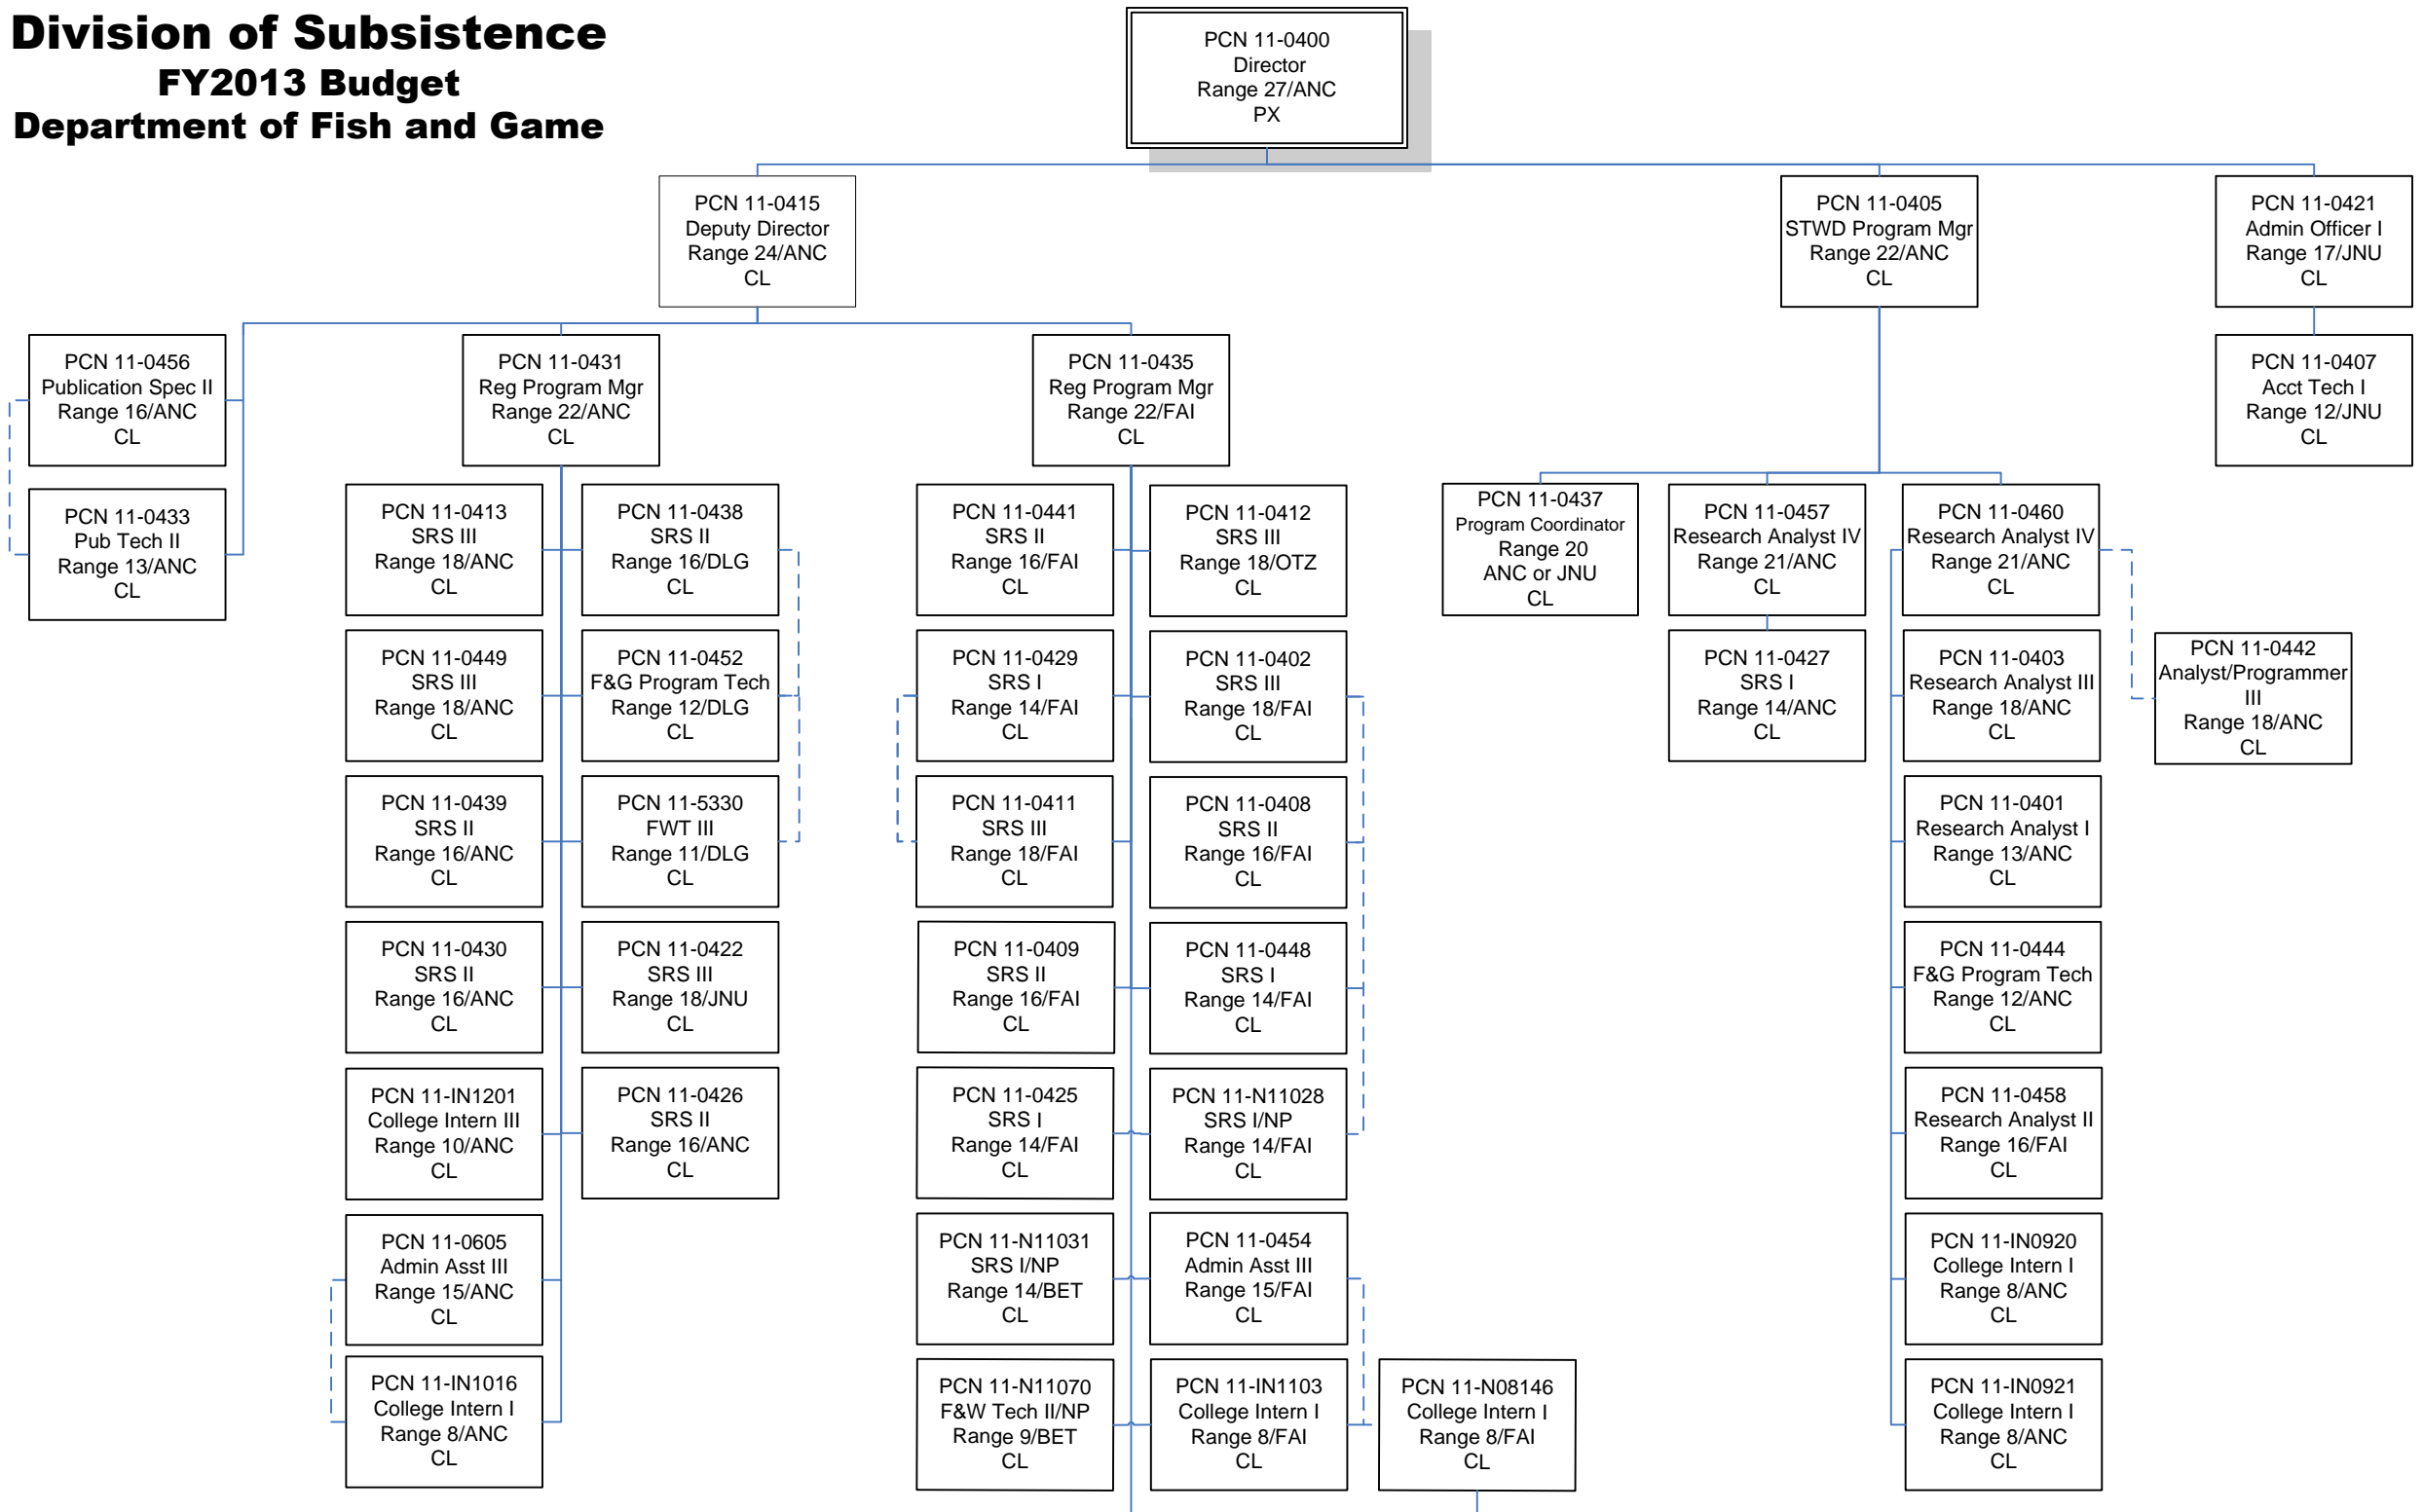 Division of Subsistence
FY2013 Budget
Department of Fish and Game
PCN 11-0400
Director
Range 27/ANC
PX
PCN 11-0415
Deputy Director
Range 24/ANC
CL
PCN 11-0405
STWD Program Mgr
Range 22/ANC
CL
PCN 11-0421
Admin Officer I
Range 17/JNU
CL
PCN 11-0456
Publication Spec II
Range 16/ANC
CL
PCN 11-0431
Reg Program Mgr
Range 22/ANC
CL
PCN 11-0435
Reg Program Mgr
Range 22/FAI
CL
PCN 11-0407
Acct Tech I
Range 12/JNU
CL
PCN 11-0433
Pub Tech II
Range 13/ANC
CL
PCN 11-0413
SRS III
Range 18/ANC
CL
PCN 11-0438
SRS II
Range 16/DLG
CL
PCN 11-0441
SRS II
Range 16/FAI
CL
PCN 11-0412
SRS III
Range 18/OTZ
CL
PCN 11-0437
Program Coordinator
Range 20
ANC or JNU
CL
PCN 11-0457
Research Analyst IV
Range 21/ANC
CL
PCN 11-0460
Research Analyst IV
Range 21/ANC
CL
PCN 11-0449
SRS III
Range 18/ANC
CL
PCN 11-0452
F&G Program Tech
Range 12/DLG
CL
PCN 11-0429
SRS I
Range 14/FAI
CL
PCN 11-0402
SRS III
Range 18/FAI
CL
PCN 11-0427
SRS I
Range 14/ANC
CL
PCN 11-0403
Research Analyst III
Range 18/ANC
CL
PCN 11-0442
Analyst/Programmer
III
Range 18/ANC
CL
PCN 11-0439
SRS II
Range 16/ANC
CL
PCN 11-5330
FWT III
Range 11/DLG
CL
PCN 11-0411
SRS III
Range 18/FAI
CL
PCN 11-0408
SRS II
Range 16/FAI
CL
PCN 11-0401
Research Analyst I
Range 13/ANC
CL
PCN 11-0430
SRS II
Range 16/ANC
CL
PCN 11-0422
SRS III
Range 18/JNU
CL
PCN 11-0409
SRS II
Range 16/FAI
CL
PCN 11-0448
SRS I
Range 14/FAI
CL
PCN 11-0444
F&G Program Tech
Range 12/ANC
CL
PCN 11-IN1201
College Intern III
Range 10/ANC
CL
PCN 11-0426
SRS II
Range 16/ANC
CL
PCN 11-0425
SRS I
Range 14/FAI
CL
PCN 11-N11028
SRS I/NP
Range 14/FAI
CL
PCN 11-0458
Research Analyst II
Range 16/FAI
CL
PCN 11-0605
Admin Asst III
Range 15/ANC
CL
PCN 11-N11031
SRS I/NP
Range 14/BET
CL
PCN 11-0454
Admin Asst III
Range 15/FAI
CL
PCN 11-IN0920
College Intern I
Range 8/ANC
CL
PCN 11-IN1016
College Intern I
Range 8/ANC
CL
PCN 11-N11070
F&W Tech II/NP
Range 9/BET
CL
PCN 11-IN1103
College Intern I
Range 8/FAI
CL
PCN 11-N08146
College Intern I
Range 8/FAI
CL
PCN 11-IN0921
College Intern I
Range 8/ANC
CL